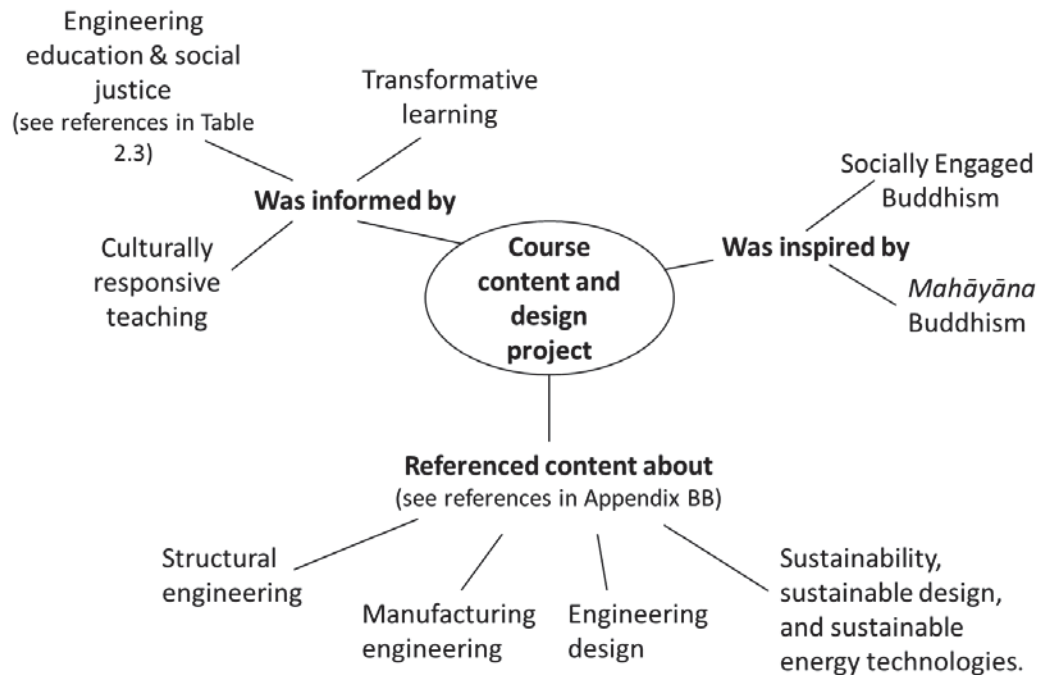 Engineering
education & social
justice
(see references in Table
2.3)
Transformative
learning
Was informed by
Culturally
responsive
teaching
Course
content and
design
project
Socially Engaged
Buddhism
Was inspired by
Mahāyāna
Buddhism
Referenced content about
(see references in Appendix BB)
Structural
engineering
Manufacturing
engineering
Engineering
design
Sustainability,
sustainable design,
and sustainable
energy technologies.